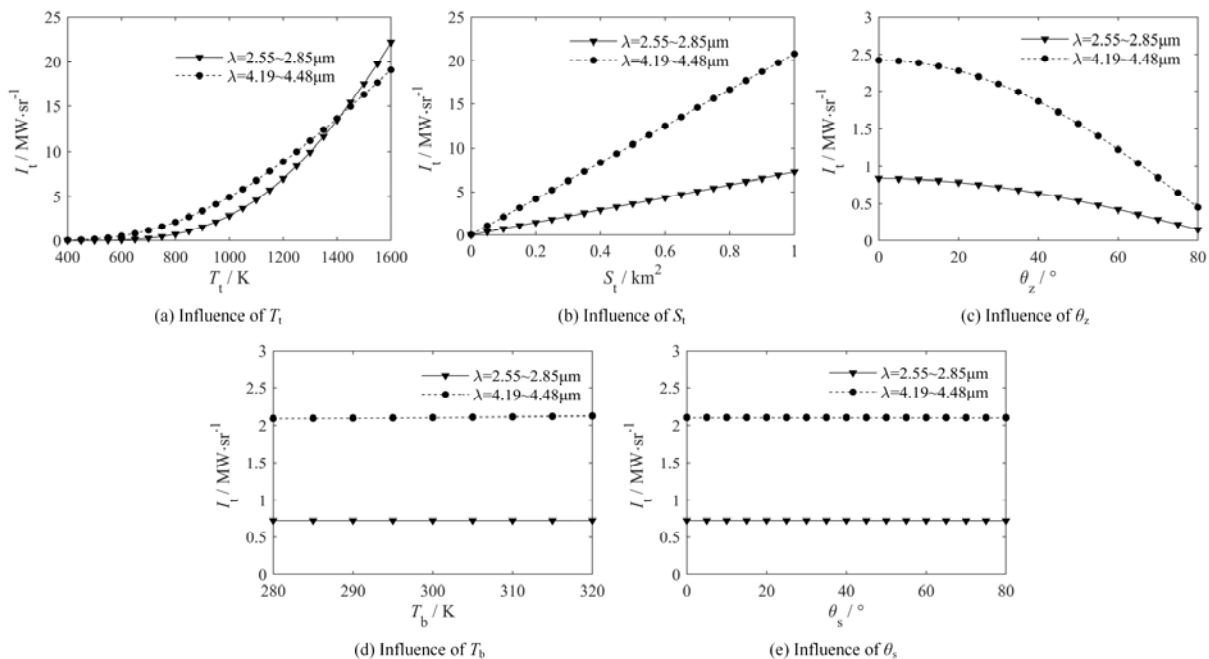 25
20
15
10
5
0
I_t / MW·sr⁻¹
λ=2.55~2.85μm
λ=4.19~4.48μm
400 600 800 1000 1200 1400 1600
T_t / K
(a) Influence of T_t
25
20
15
10
5
0
I_t / MW·sr⁻¹
λ=2.55~2.85μm
λ=4.19~4.48μm
0 0.2 0.4 0.6 0.8 1
S_t / km²
(b) Influence of S_t
3
2.5
2
1.5
1
0.5
0
I_t / MW·sr⁻¹
λ=2.55~2.85μm
λ=4.19~4.48μm
0 20 40 60 80
θ_z / °
(c) Influence of θ_z
3
2.5
2
1.5
1
0.5
0
I_t / MW·sr⁻¹
λ=2.55~2.85μm
λ=4.19~4.48μm
280 290 300 310 320
T_b / K
(d) Influence of T_b
3
2.5
2
1.5
1
0.5
0
I_t / MW·sr⁻¹
λ=2.55~2.85μm
λ=4.19~4.48μm
0 20 40 60 80
θ_s / °
(e) Influence of θ_s